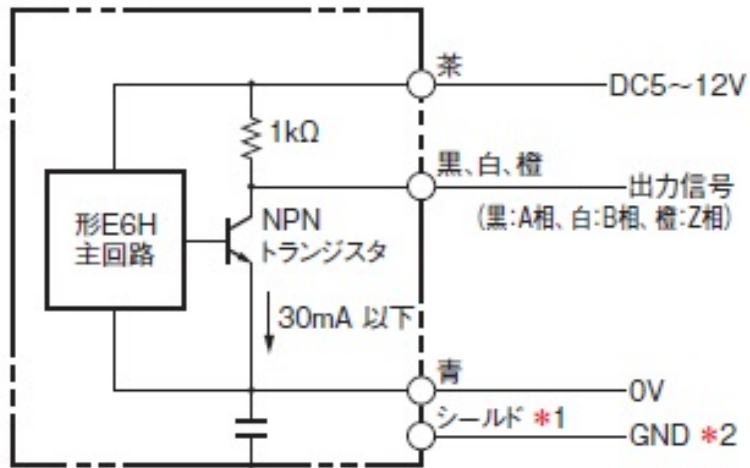 茶
DC5～12V
1kΩ
黒、白、橙
出力信号
(黒:A相、白:B相、橙:Z相)
形E6H
主回路
NPN
トランジスタ
30mA 以下
青
0V
シールド *1
GND *2